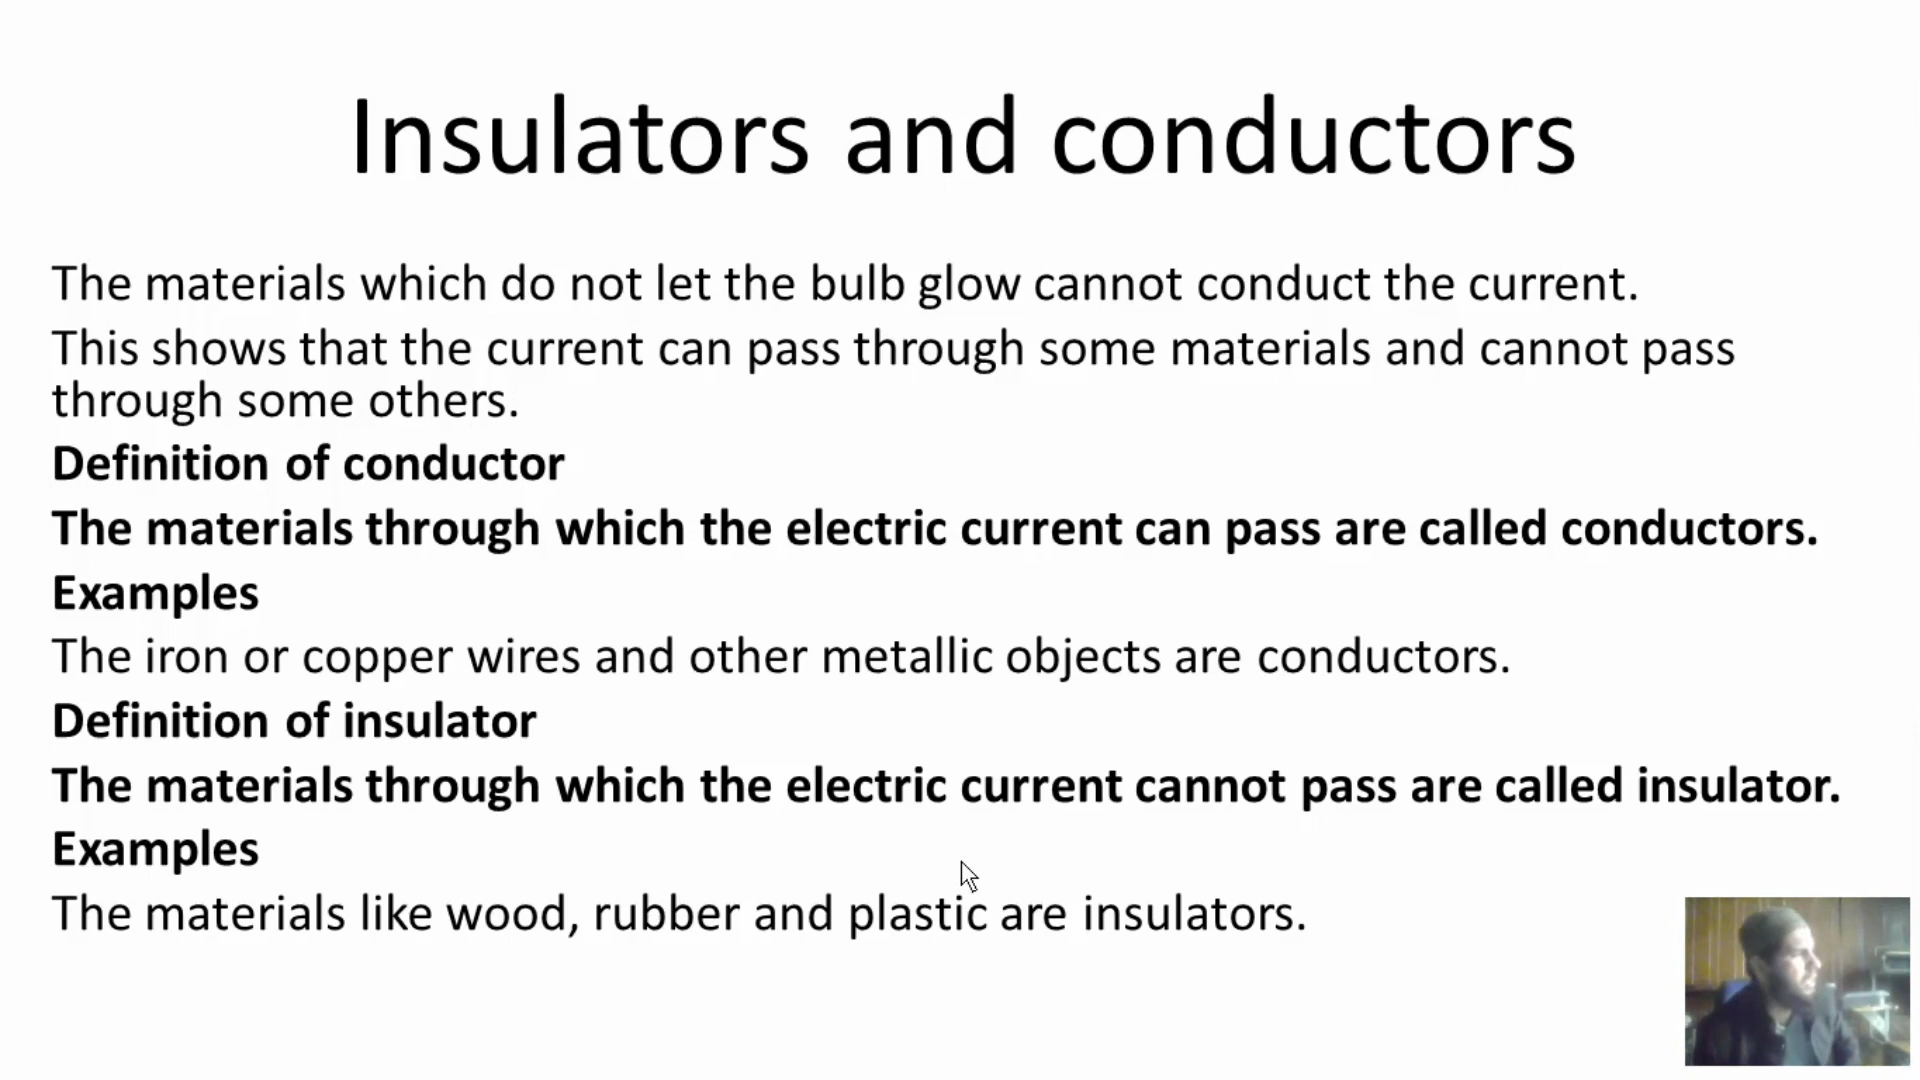 Insulators and conductors
The materials which do not let the bulb glow cannot conduct the current.
This shows that the current can pass through some materials and cannot pass
through some others.
Definition of conductor
The materials through which the electric current can pass are called conductors.
Examples
The iron or copper wires and other metallic objects are conductors.
Definition of insulator
The materials through which the electric current cannot pass are called insulator.
Examples
The materials like wood, rubber and plastic are insulators.